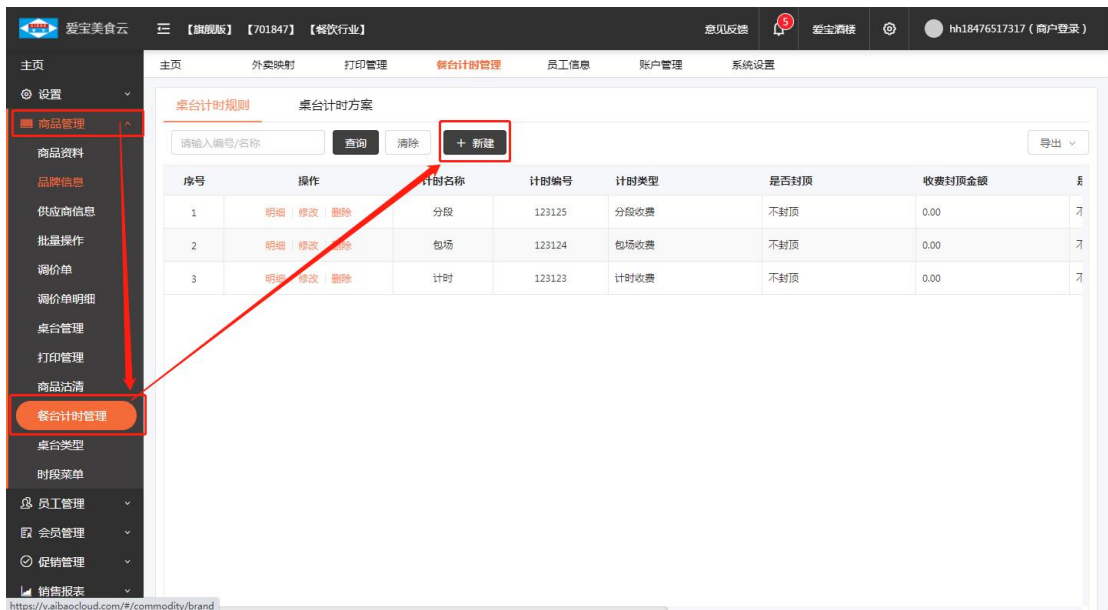 爱宝美食云 【旗舰版】 【701847】 【餐饮行业】 意见反馈 5 爱宝酒楼 hh18476517317 ( 商户登录 )
主页 外卖映射 打印管理 餐台计时管理 员工信息 账户管理 系统设置
主页
设置
商品管理
商品资料
品牌信息
供应商信息
批量操作
调价单
调价单明细
桌台管理
打印管理
商品沽清
餐台计时管理
桌台类型
时段菜单
员工管理
会员管理
促销管理
销售报表
桌台计时规则 桌台计时方案
请输入编号/名称 查询 清除 + 新建 导出
序号 操作 计时名称 计时编号 计时类型 是否封顶 收费封顶金额
1 明细 修改 删除 分段 123125 分段收费 不封顶 0.00 不
2 明细 修改 删除 包场 123124 包场收费 不封顶 0.00 不
3 明细 修改 删除 计时 123123 计时收费 不封顶 0.00 不
https://v.aibaocloud.com/#/commodity/brand